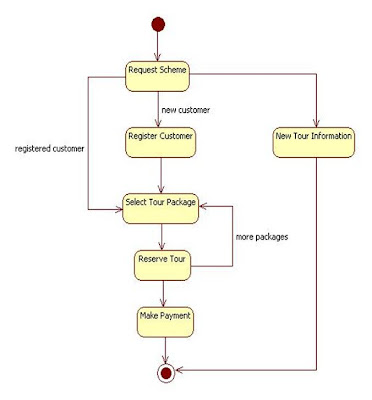 Request Scheme
new customer
Register Customer
New Tour Information
registered customer
Select Tour Package
more packages
Reserve Tour
Make Payment